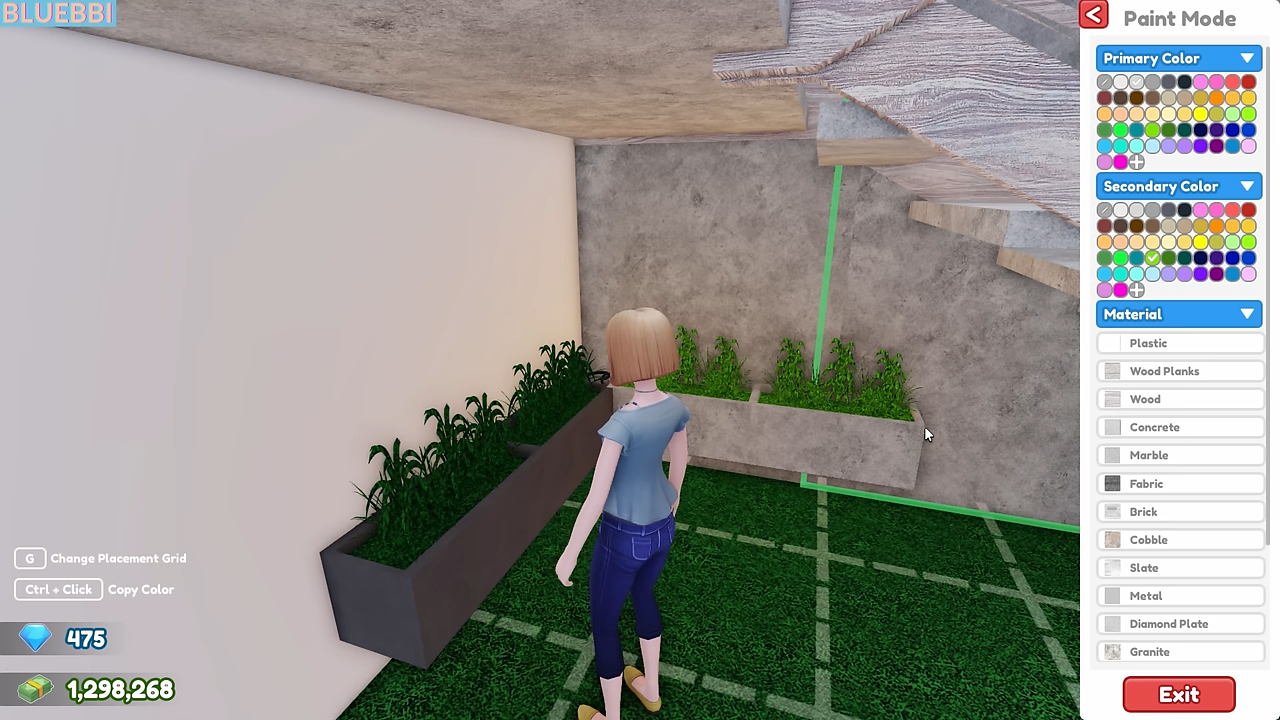 BLUEBBI
Paint Mode
Primary Color
Secondary Color
Material
Plastic
Wood Planks
Wood
Concrete
Marble
Fabric
Brick
Cobble
Slate
Metal
Diamond Plate
Granite
Exit
G Change Placement Grid
Ctrl + Click Copy Color
475
1,298,268